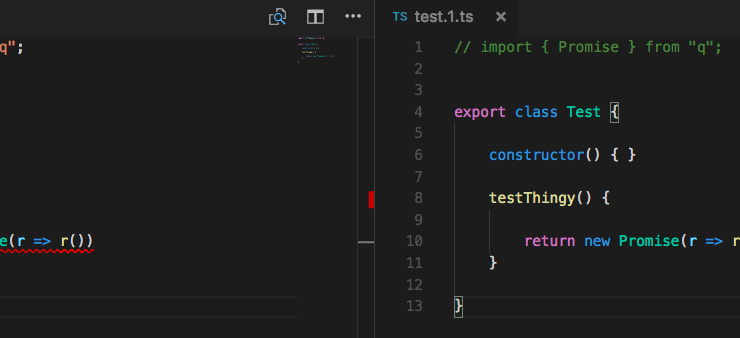 q";
e(r => r())
TS test.1.ts ×
1 // import { Promise } from "q";
2
3
4 export class Test {
5
6 constructor() { }
7
8 testThingy() {
9
10 return new Promise(r => r
11 }
12
13 }